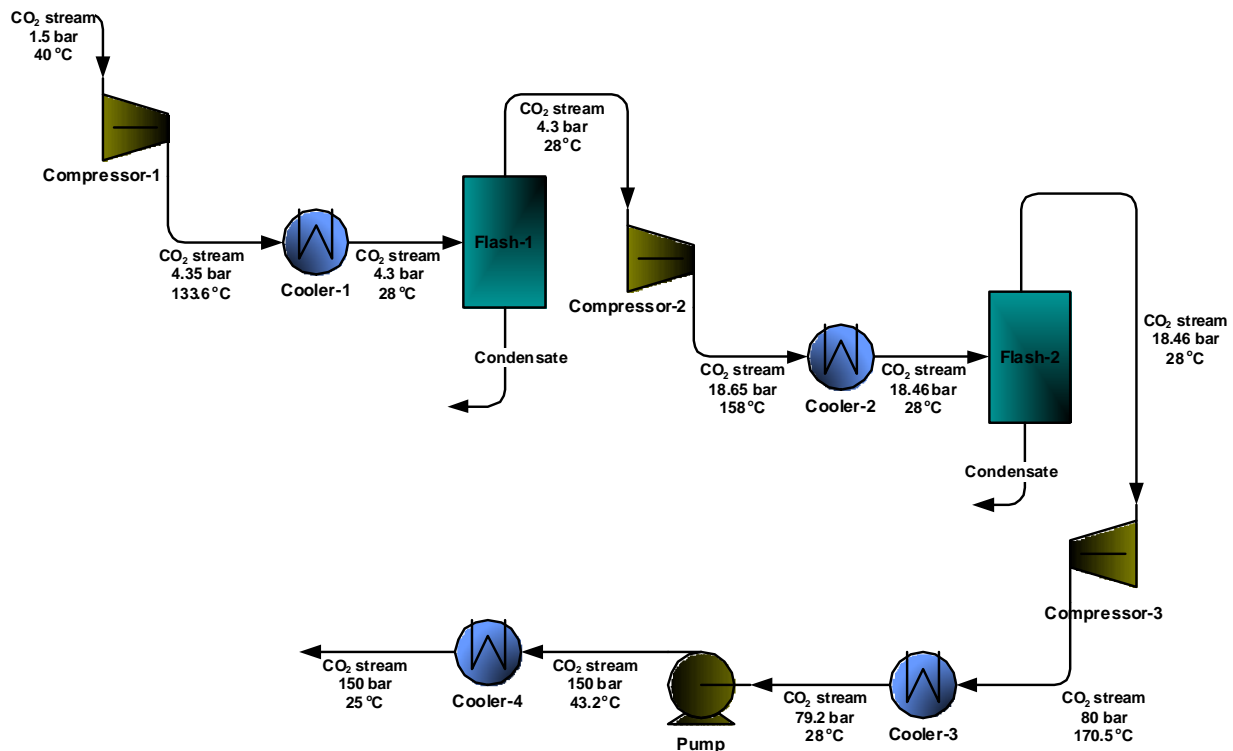 CO₂ stream
1.5 bar
40 °C
Compressor-1
CO₂ stream
4.35 bar
133.6 °C
Cooler-1
CO₂ stream
4.3 bar
28 °C
Flash-1
Condensate
CO₂ stream
4.3 bar
28 °C
Compressor-2
CO₂ stream
18.65 bar
158 °C
Cooler-2
CO₂ stream
18.46 bar
28 °C
Flash-2
Condensate
CO₂ stream
18.46 bar
28 °C
Compressor-3
CO₂ stream
80 bar
170.5 °C
Cooler-3
CO₂ stream
79.2 bar
28 °C
Pump
CO₂ stream
150 bar
43.2 °C
Cooler-4
CO₂ stream
150 bar
25 °C